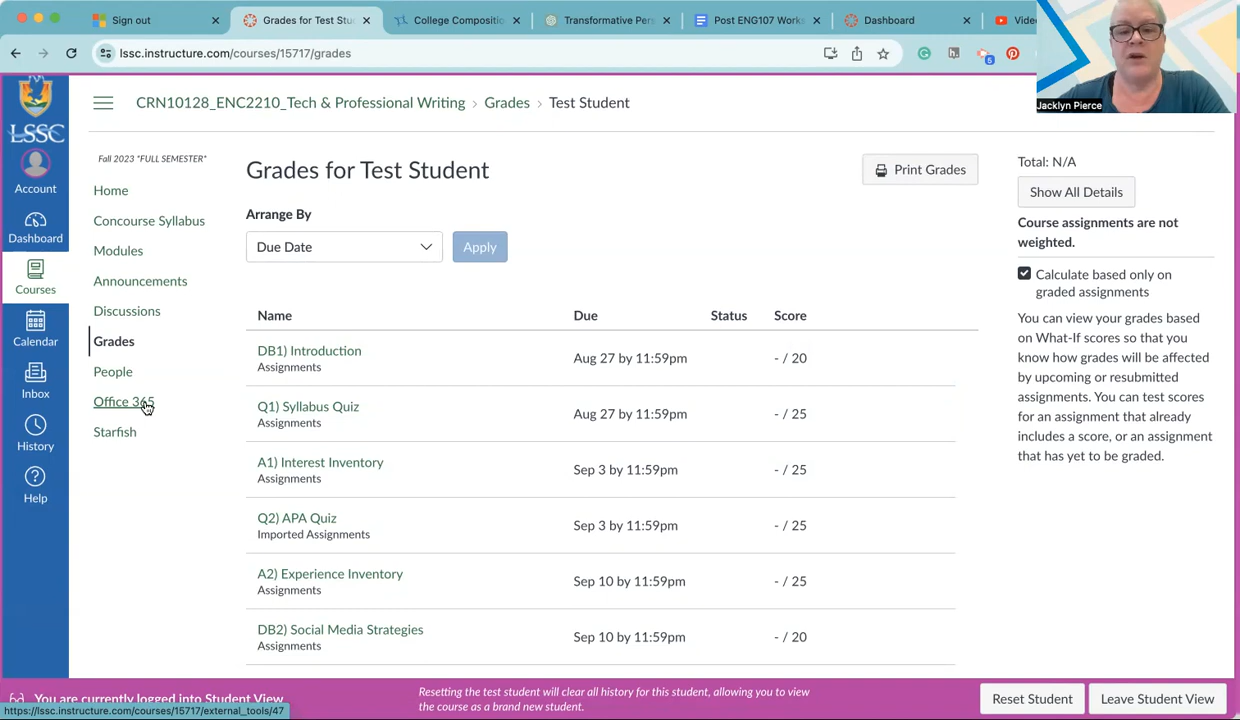 Sign out
Grades for Test Stu
College Compositio
Transformative Per
Post ENG107 Works
Dashboard
Vide
lssc.instructure.com/courses/15717/grades
5
Jacklyn Pierce
LSSC
Account
Dashboard
Courses
Calendar
Inbox
History
Help
CRN10128_ENC2210_Tech & Professional Writing › Grades › Test Student
Fall 2023 *FULL SEMESTER*
Home
Concourse Syllabus
Modules
Announcements
Discussions
Grades
People
Office 365
Starfish
Grades for Test Student
Print Grades
Arrange By
Due Date
Apply
Name Due Status Score
DB1) Introduction
Assignments
Aug 27 by 11:59pm
- / 20
Q1) Syllabus Quiz
Assignments
Aug 27 by 11:59pm
- / 25
A1) Interest Inventory
Assignments
Sep 3 by 11:59pm
- / 25
Q2) APA Quiz
Imported Assignments
Sep 3 by 11:59pm
- / 25
A2) Experience Inventory
Assignments
Sep 10 by 11:59pm
- / 25
DB2) Social Media Strategies
Assignments
Sep 10 by 11:59pm
- / 20
Total: N/A
Show All Details
Course assignments are not
weighted.
Calculate based only on
graded assignments
You can view your grades based
on What-If scores so that you
know how grades will be affected
by upcoming or resubmitted
assignments. You can test scores
for an assignment that already
includes a score, or an assignment
that has yet to be graded.
You are currently logged into Student View
Resetting the test student will clear all history for this student, allowing you to view
the course as a brand new student.
Reset Student
Leave Student View
https://lssc.instructure.com/courses/15717/external_tools/47